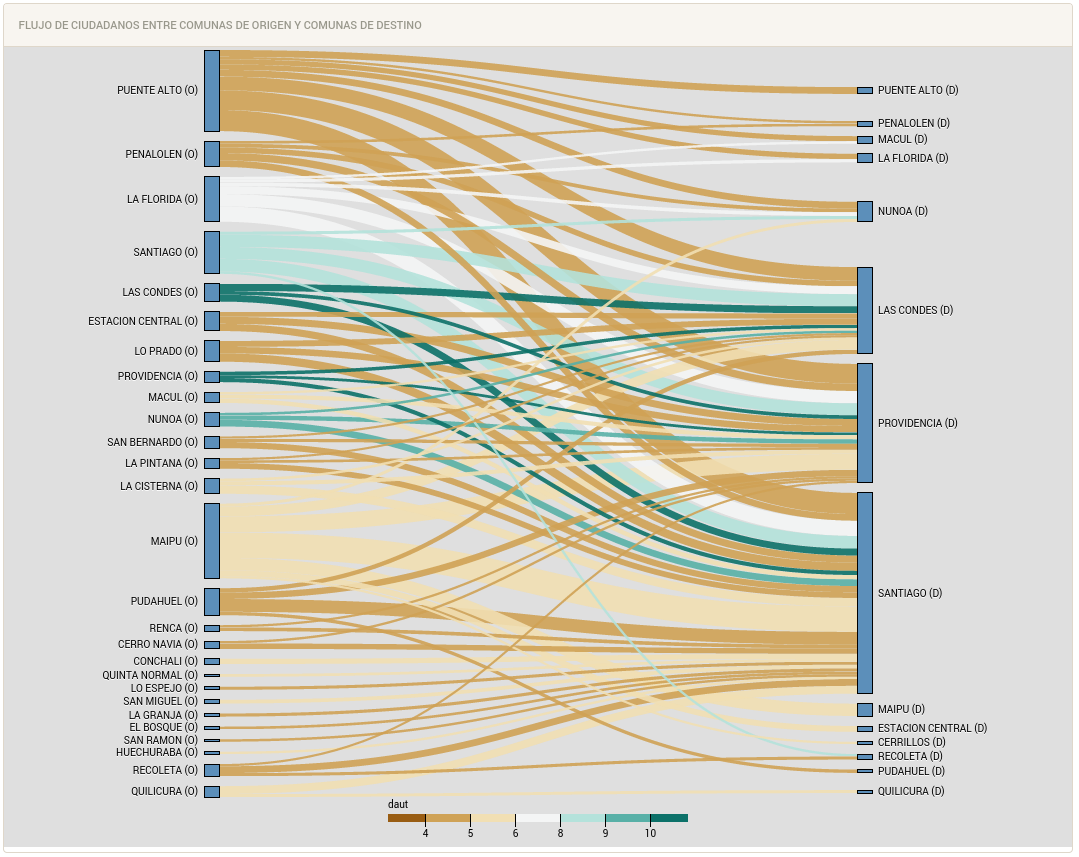 FLUJO DE CIUDADANOS ENTRE COMUNAS DE ORIGEN Y COMUNAS DE DESTINO
PUENTE ALTO (O)
PENALOLEN (O)
LA FLORIDA (O)
SANTIAGO (O)
LAS CONDES (O)
ESTACION CENTRAL (O)
LO PRADO (O)
PROVIDENCIA (O)
MACUL (O)
NUNOA (O)
SAN BERNARDO (O)
LA PINTANA (O)
LA CISTERNA (O)
MAIPU (O)
PUDAHUEL (O)
RENCA (O)
CERRO NAVIA (O)
CONCHALI (O)
QUINTA NORMAL (O)
LO ESPEJO (O)
SAN MIGUEL (O)
LA GRANJA (O)
EL BOSQUE (O)
SAN RAMON (O)
HUECHURABA (O)
RECOLETA (O)
QUILICURA (O)
PUENTE ALTO (D)
PENALOLEN (D)
MACUL (D)
LA FLORIDA (D)
NUNOA (D)
LAS CONDES (D)
PROVIDENCIA (D)
SANTIAGO (D)
MAIPU (D)
ESTACION CENTRAL (D)
CERRILLOS (D)
RECOLETA (D)
PUDAHUEL (D)
QUILICURA (D)
daut
4 5 6 8 9 10